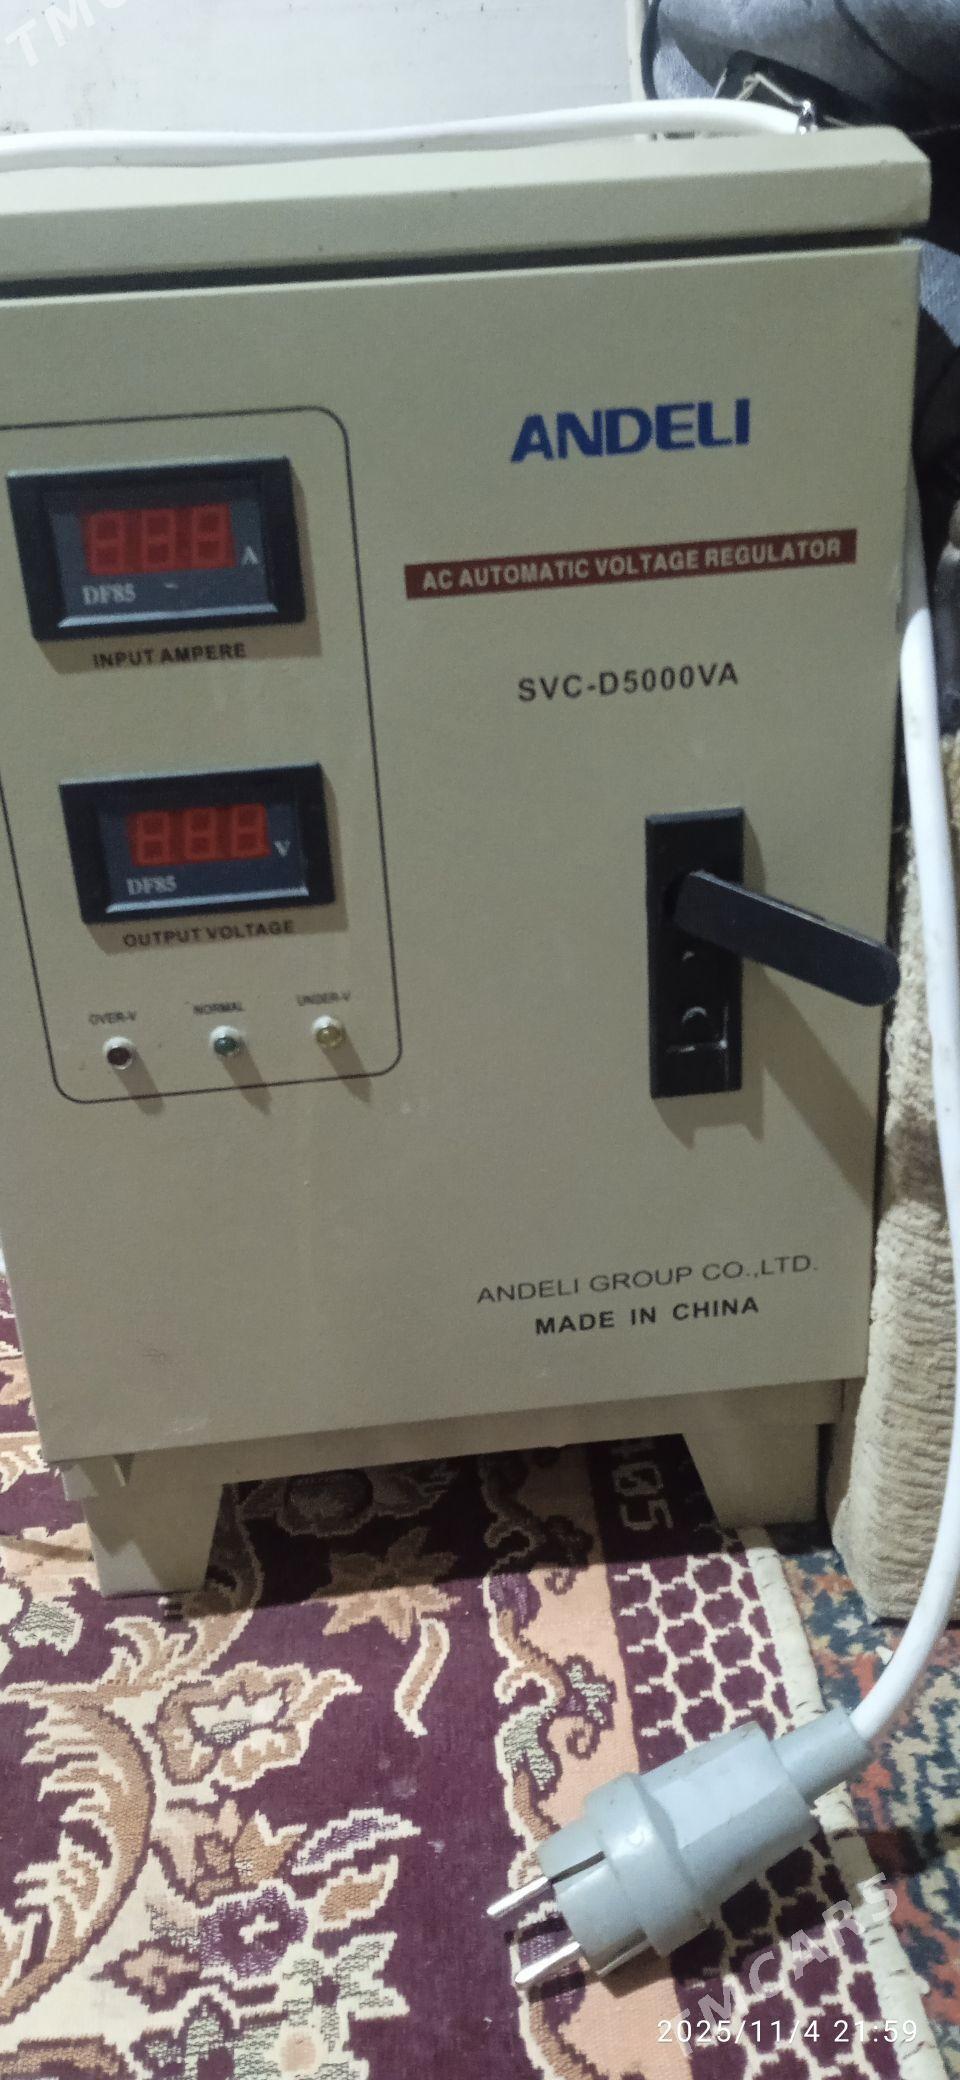 ANDELI
AC AUTOMATIC VOLTAGE REGULATOR
SVC-D5000VA
A
DF85
INPUT AMPERE
V
DF85
OUTPUT VOLTAGE
OVER-V NORMAL UNDER-V
ANDELI GROUP CO.,LTD.
MADE IN CHINA
TMCARS
2025/11/4 21:59